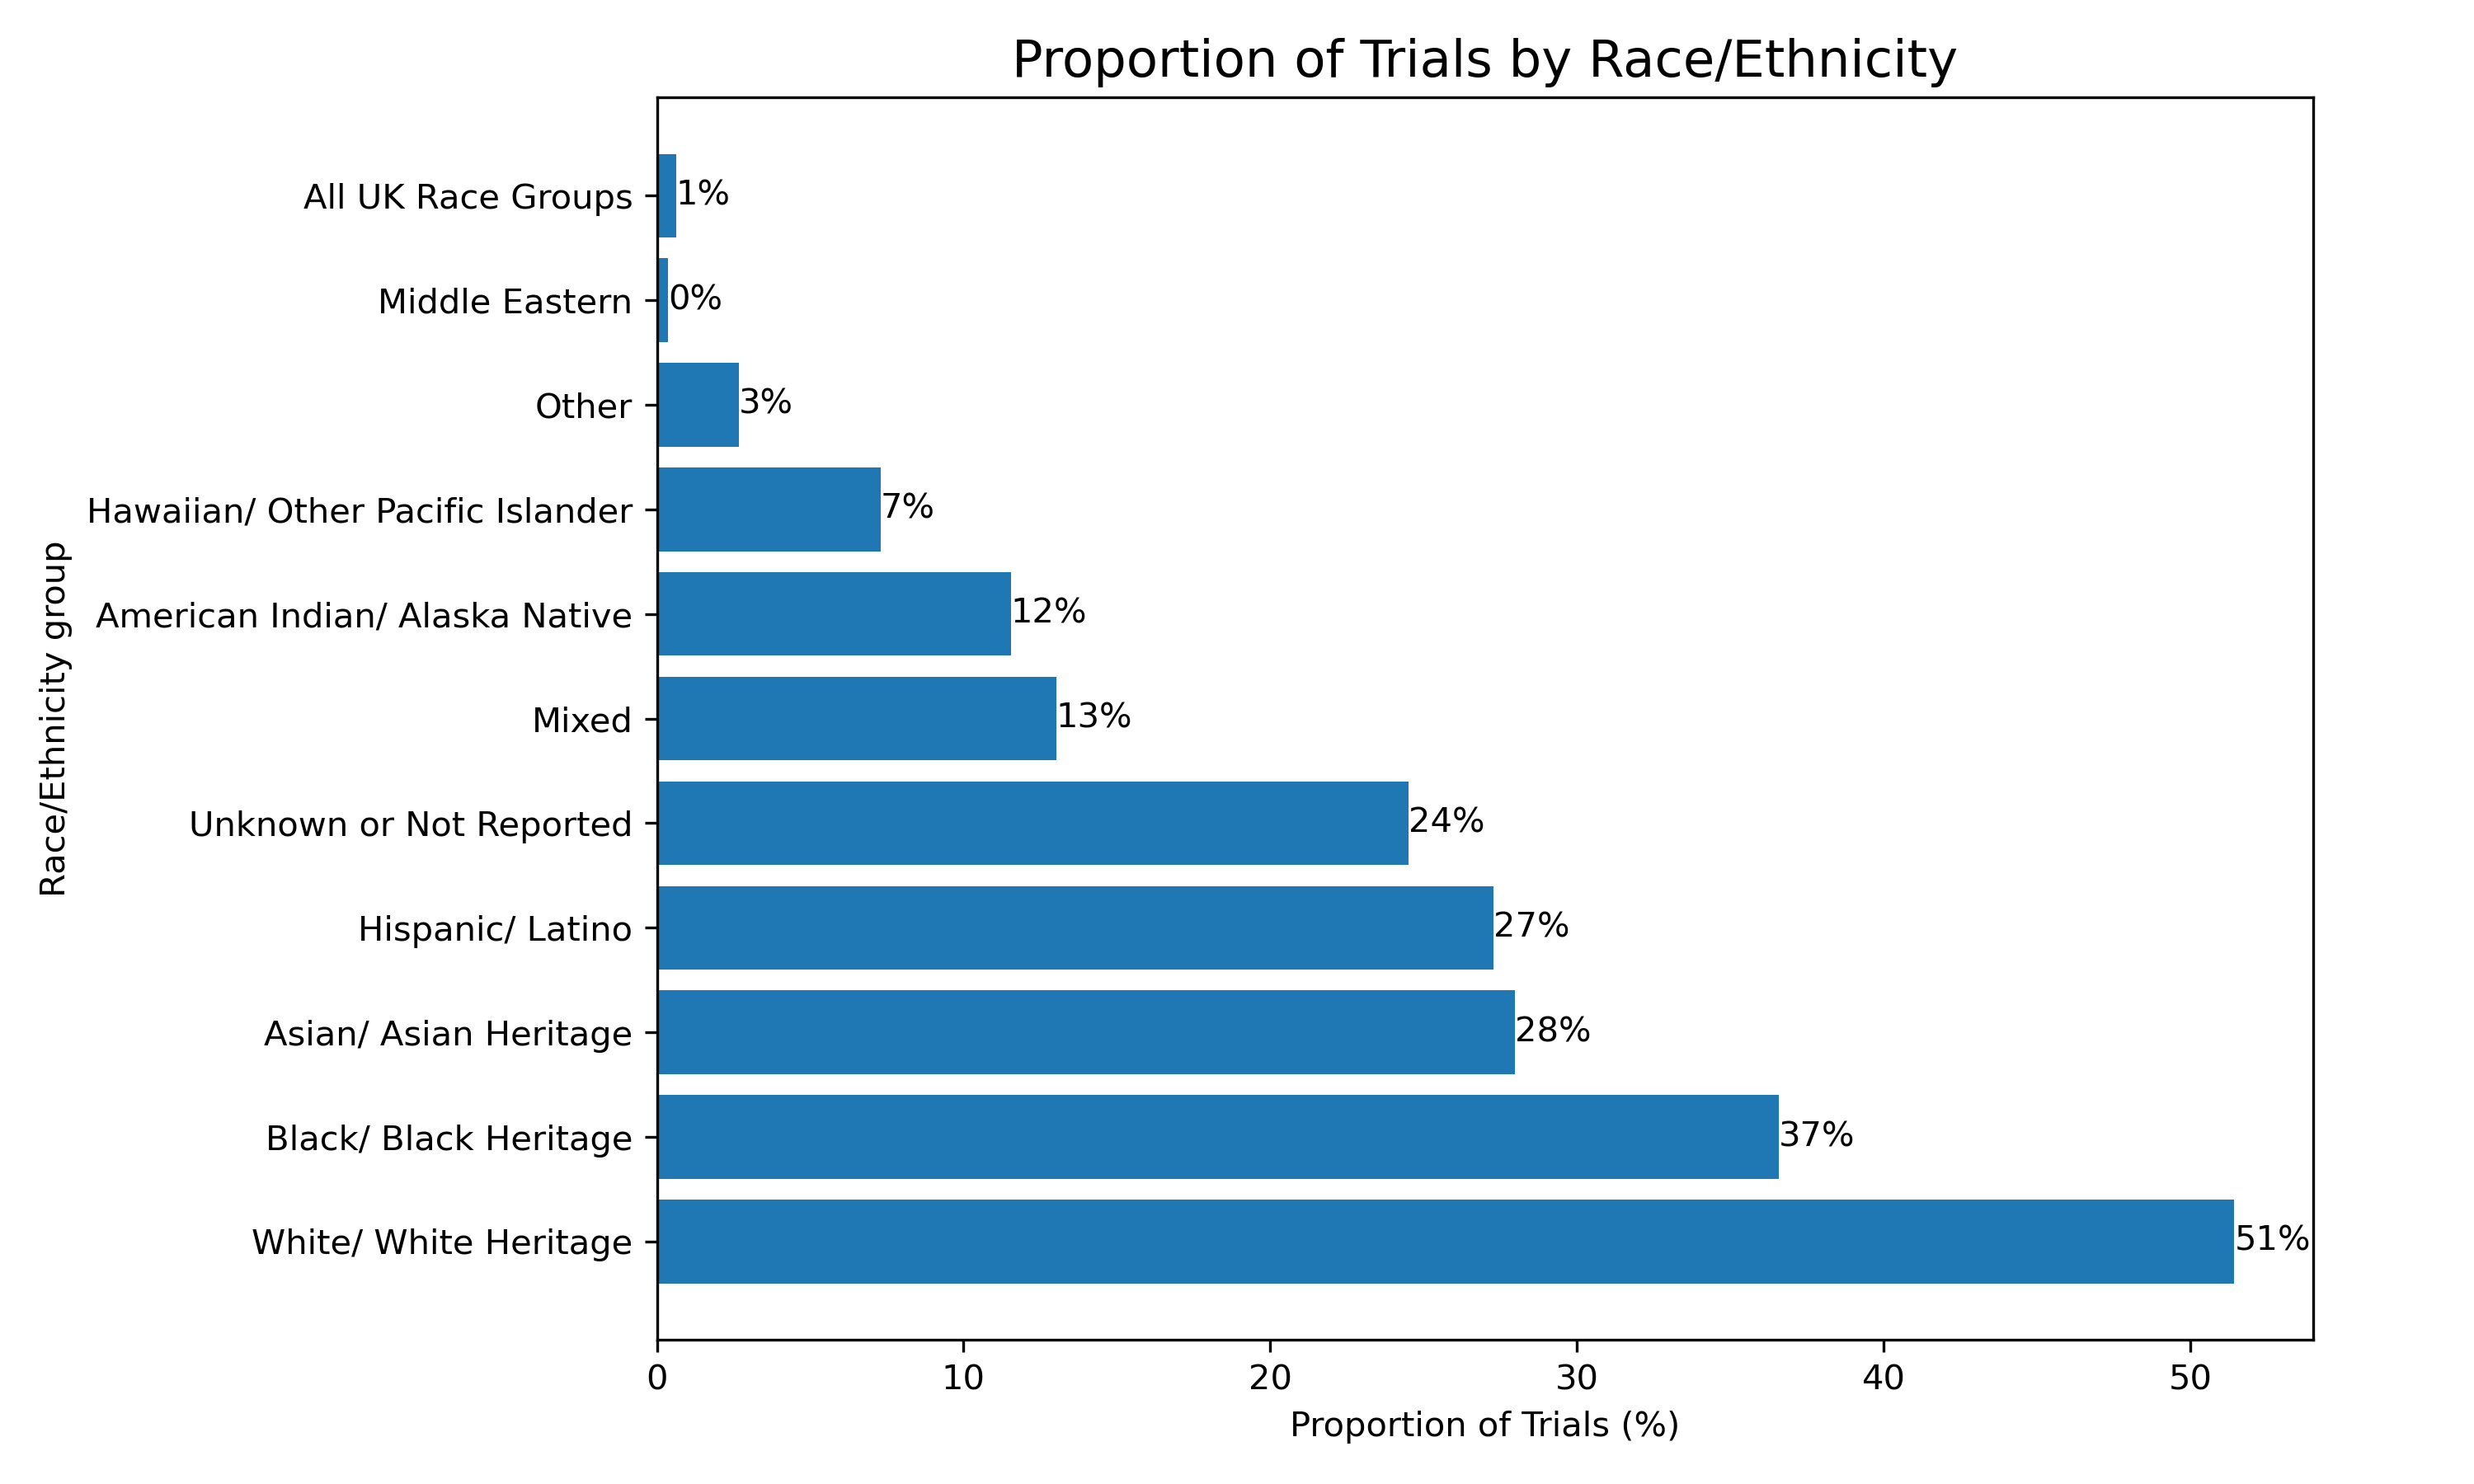 Proportion of Trials by Race/Ethnicity
All UK Race Groups 1%
Middle Eastern 0%
Other 3%
Hawaiian/ Other Pacific Islander 7%
American Indian/ Alaska Native 12%
Mixed 13%
Unknown or Not Reported 24%
Hispanic/ Latino 27%
Asian/ Asian Heritage 28%
Black/ Black Heritage 37%
White/ White Heritage 51%
Race/Ethnicity group
0 10 20 30 40 50
Proportion of Trials (%)